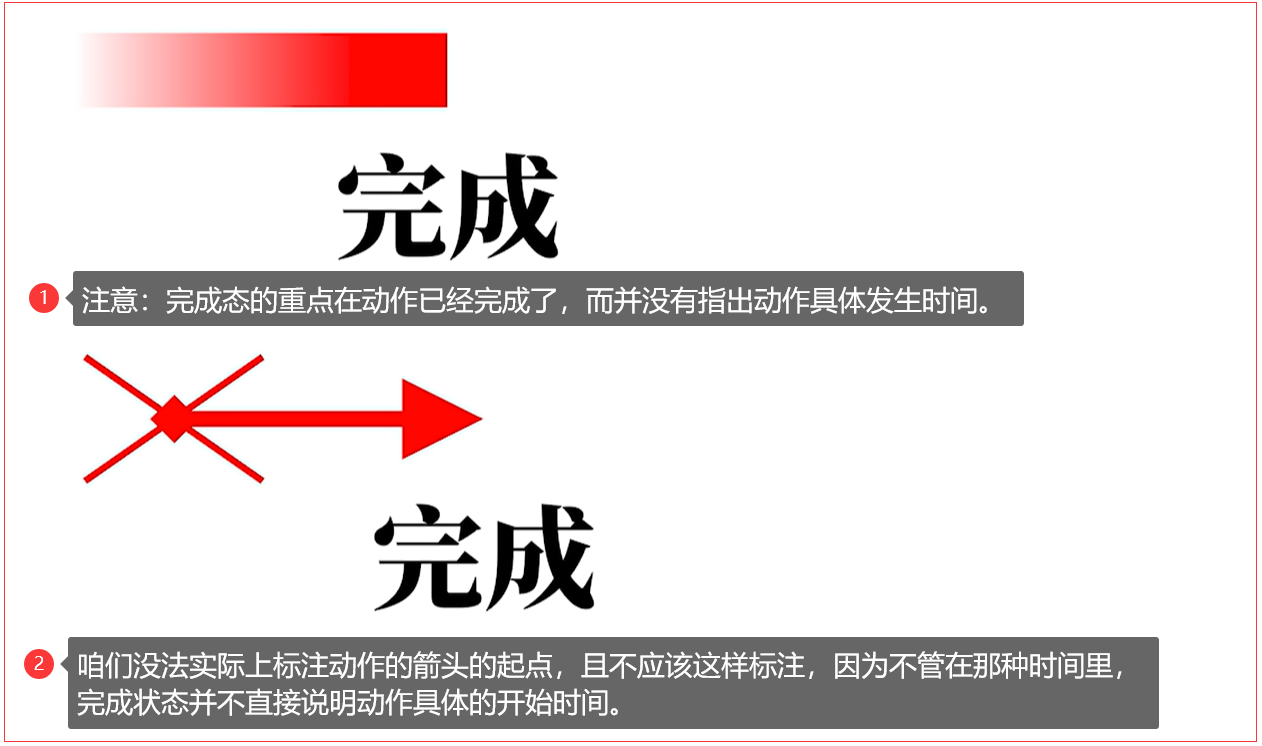 完成
1 注意：完成态的重点在动作已经完成了，而并没有指出动作具体发生时间。
完成
2 咱们没法实际上标注动作的箭头的起点，且不应该这样标注，因为不管在那种时间里，
完成状态并不直接说明动作具体的开始时间。